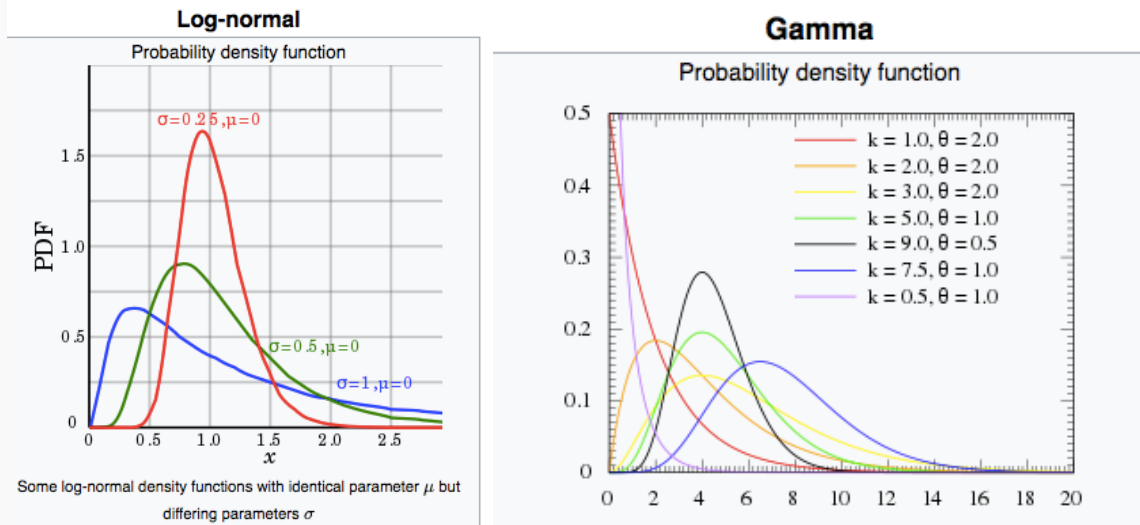 Log-normal
Probability density function
PDF
1.5
1.0
0.5
0
σ=0.25,μ=0
σ=0.5,μ=0
σ=1,μ=0
0 0.5 1.0 1.5 2.0 2.5
x
Some log-normal density functions with identical parameter μ but
differing parameters σ
Gamma
Probability density function
0.5
0.4
0.3
0.2
0.1
0
k = 1.0, θ = 2.0
k = 2.0, θ = 2.0
k = 3.0, θ = 2.0
k = 5.0, θ = 1.0
k = 9.0, θ = 0.5
k = 7.5, θ = 1.0
k = 0.5, θ = 1.0
0 2 4 6 8 10 12 14 16 18 20